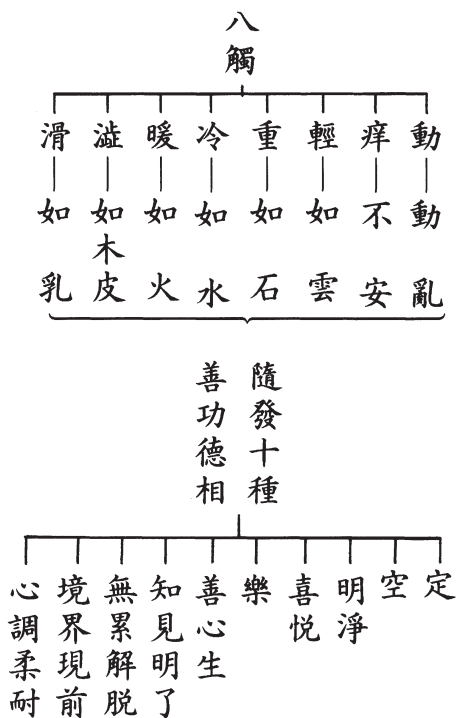 八觸
動動亂
痒不安
輕如雲
重如石
冷如水
暖如火
澁如木皮
滑如乳
隨發十種
善功德相
定
空
明淨
喜悅
樂
善心生
知見明了
無累解脱
境界現前
心調柔耐